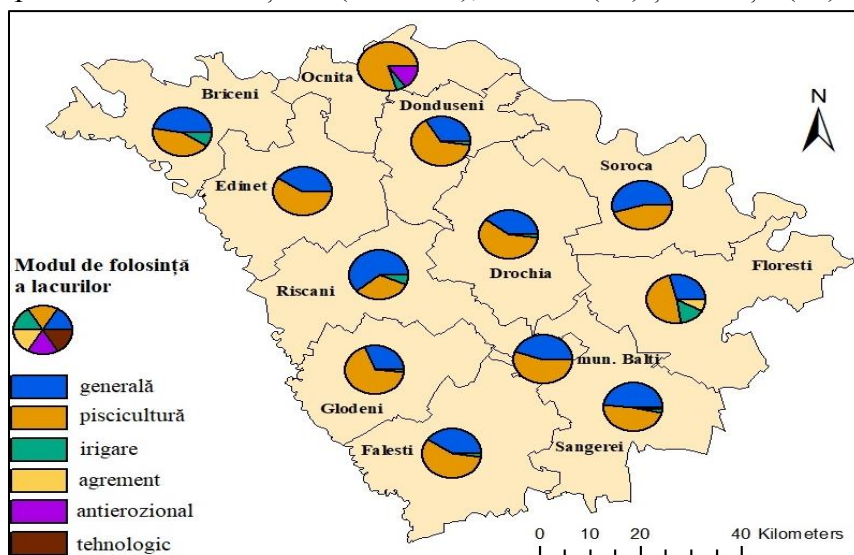 Ocnita
Briceni
Donduseni
N
Soroca
Edinet
Modul de folosință
a lacurilor
Riscani
Drochia
Floresti
generală
mun. Balti
piscicultură
Glodeni
irigare
Falesti
Sangerei
agrement
antierozional
tehnologic
0 10 20 40 Kilometers